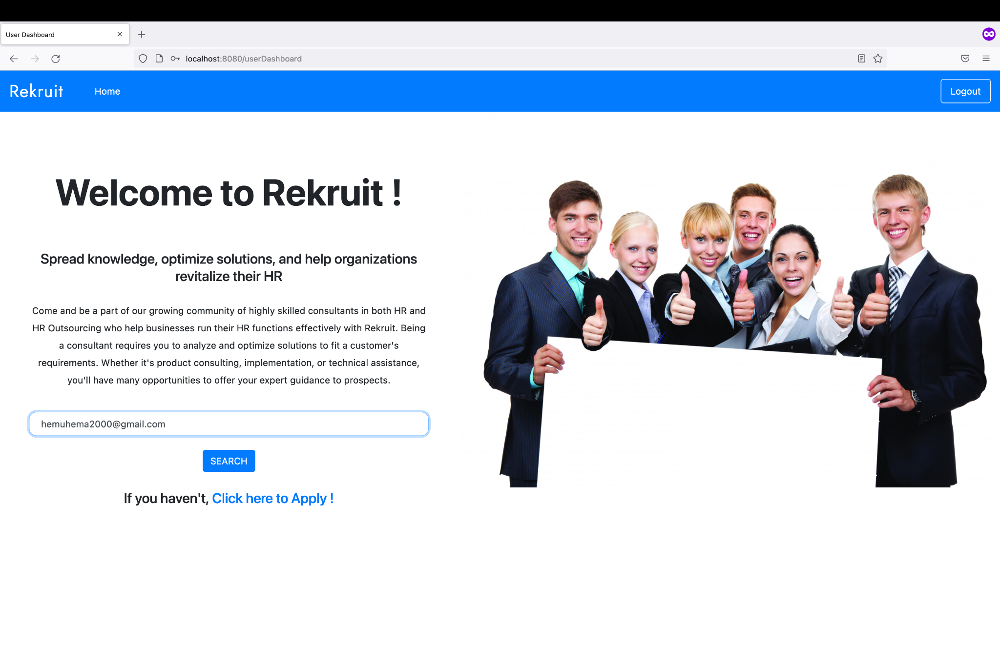 User Dashboard
localhost:8080/userDashboard
Rekruit
Home
Logout
Welcome to Rekruit !
Spread knowledge, optimize solutions, and help organizations
revitalize their HR
Come and be a part of our growing community of highly skilled consultants in both HR and
HR Outsourcing who help businesses run their HR functions effectively with Rekruit. Being
a consultant requires you to analyze and optimize solutions to fit a customer's
requirements. Whether it's product consulting, implementation, or technical assistance,
you'll have many opportunities to offer your expert guidance to prospects.
hemuhema2000@gmail.com
SEARCH
If you haven't, Click here to Apply !